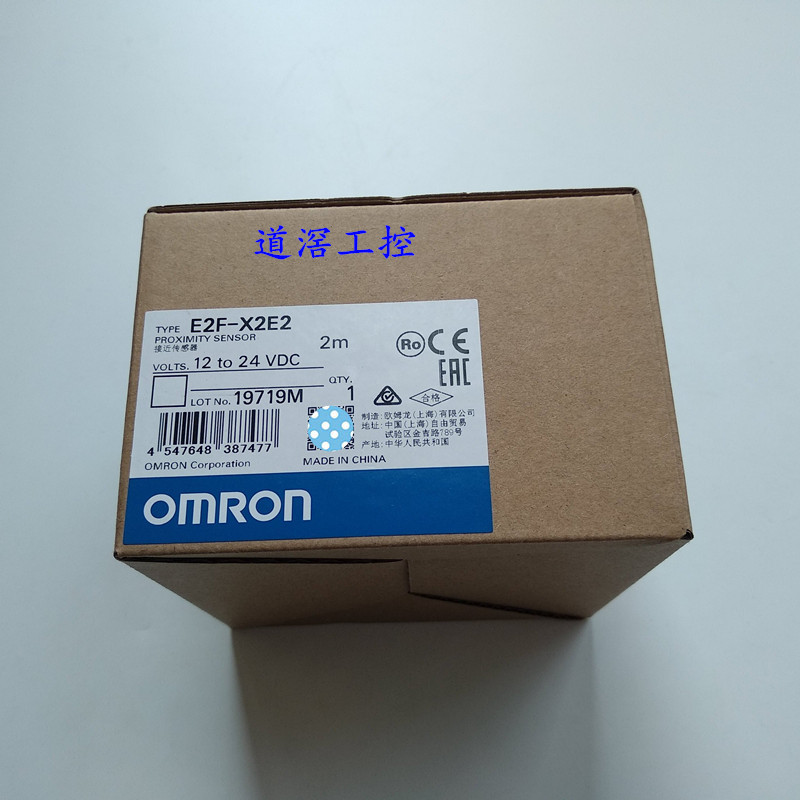 道滘工控
TYPE E2F-X2E2
PROXIMITY SENSOR 2m
接近传感器
VOLTS. 12 to 24 VDC
QTY.
LOT No. 19719M 1
Ro CE
EAC
合格
制造: 欧姆龙(上海)有限公司
地址: 中国(上海)自由贸易
试验区金吉路789号
产地: 中华人民共和国
4 547648 387477
OMRON Corporation MADE IN CHINA
OMRON